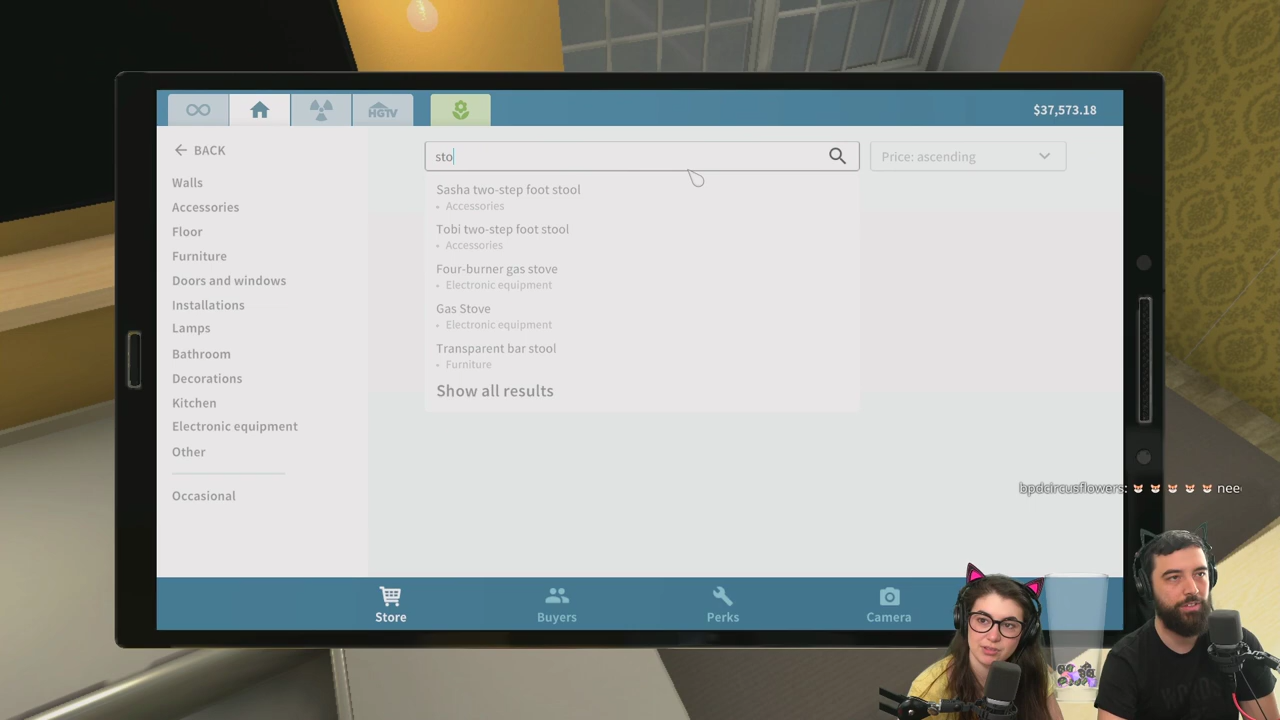 HGTV
$37,573.18
BACK
sto
Price: ascending
Walls
Accessories
Floor
Furniture
Doors and windows
Installations
Lamps
Bathroom
Decorations
Kitchen
Electronic equipment
Other
Occasional
Sasha two-step foot stool
Accessories
Tobi two-step foot stool
Accessories
Four-burner gas stove
Electronic equipment
Gas Stove
Electronic equipment
Transparent bar stool
Furniture
Show all results
bpdcircusflowers: nee
Store
Buyers
Perks
Camera